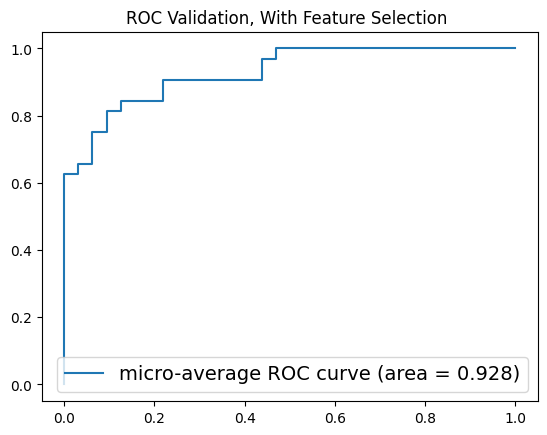 ROC Validation, With Feature Selection
1.0
0.8
0.6
0.4
0.2
0.0
micro-average ROC curve (area = 0.928)
0.0 0.2 0.4 0.6 0.8 1.0